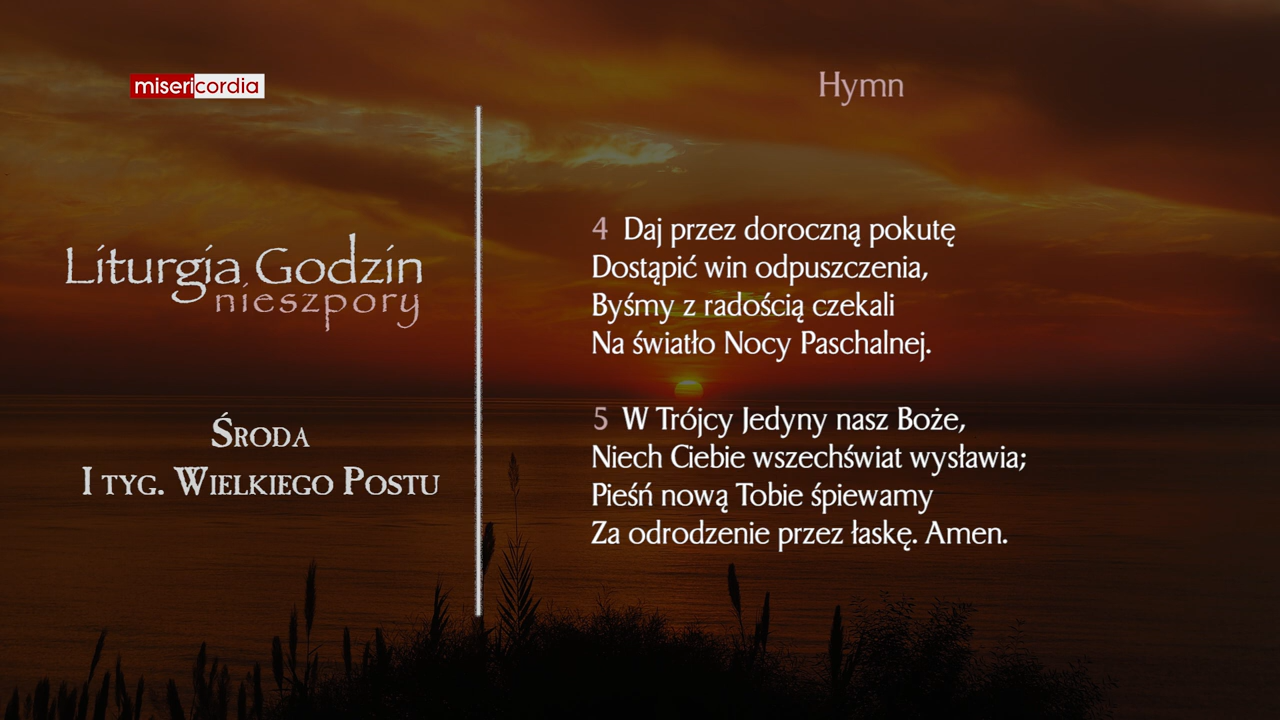 misericordia
Liturgia Godzin
nieszpory
Środa
I tyg. Wielkiego Postu
Hymn
4 Daj przez doroczną pokutę
Dostąpić win odpuszczenia,
Byśmy z radością czekali
Na światło Nocy Paschalnej.
5 W Trójcy Jedyny nasz Boże,
Niech Ciebie wszechświat wysławia;
Pieśń nową Tobie śpiewamy
Za odrodzenie przez łaskę. Amen.